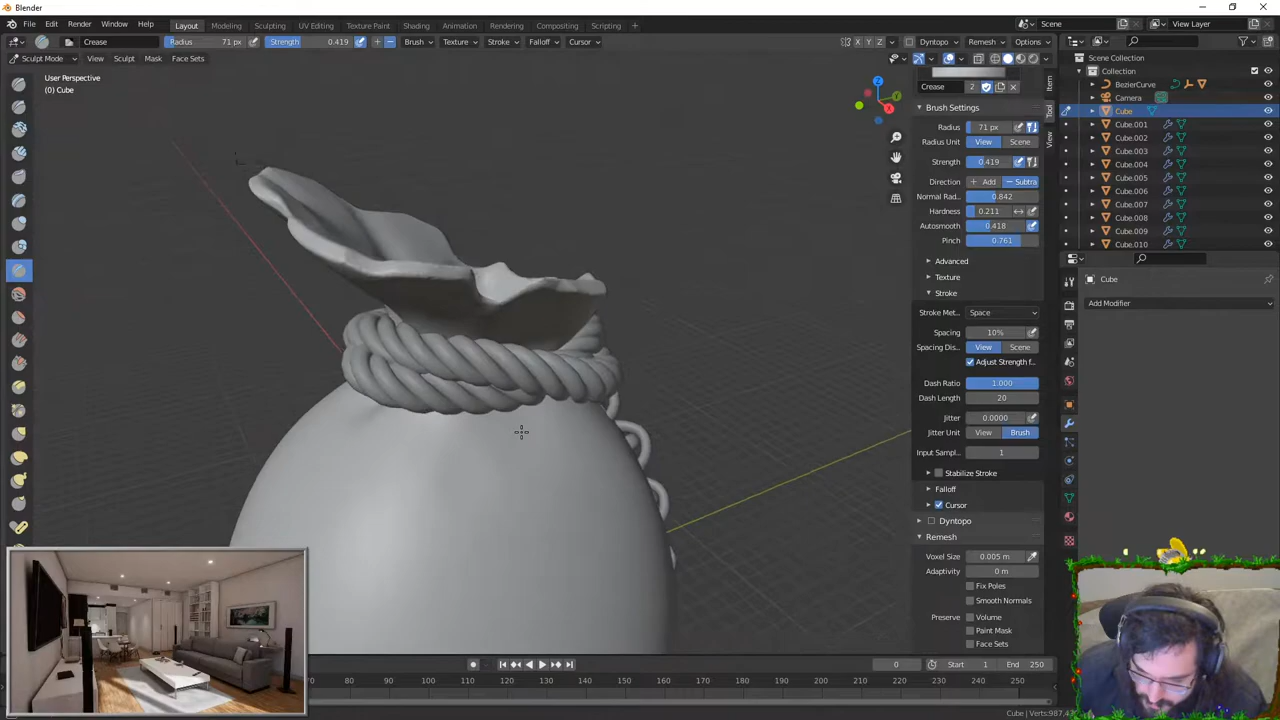 Blender
File Edit Render Window Help Layout Modeling Sculpting UV Editing Texture Paint Shading Animation Rendering Compositing Scripting Scene View Layer
Crease Radius 71 px Strength 0.419 Brush Texture Stroke Falloff Cursor X Y Z Dyntopo Remesh Options
Sculpt Mode View Sculpt Mask Face Sets
User Perspective
(0) Cube
Z
Y
X
Crease 2
Brush Settings
Radius 71 px
Radius Unit View Scene
Strength 0.419
Direction Add Subtra
Normal Rad... 0.842
Hardness 0.211
Autosmooth 0.418
Pinch 0.761
Advanced
Texture
Stroke
Stroke Met... Space
Spacing 10%
Spacing Dis... View Scene
Adjust Strength f...
Dash Ratio 1.000
Dash Length 20
Jitter 0.0000
Jitter Unit View Brush
Input Sampl... 1
Stabilize Stroke
Falloff
Cursor
Dyntopo
Remesh
Voxel Size 0.005 m
Adaptivity 0 m
Fix Poles
Smooth Normals
Preserve Volume
Paint Mask
Face Sets
Item
Tool
View
Scene Collection
Collection
BezierCurve
Camera
Cube
Cube.001
Cube.002
Cube.003
Cube.004
Cube.005
Cube.006
Cube.007
Cube.008
Cube.009
Cube.010
Cube
Add Modifier
0 Start 1 End 250
80 90 100 110 120 130 140 150 160 170 180 190 200 210 220 230 240 250
Cube | Verts:987,4